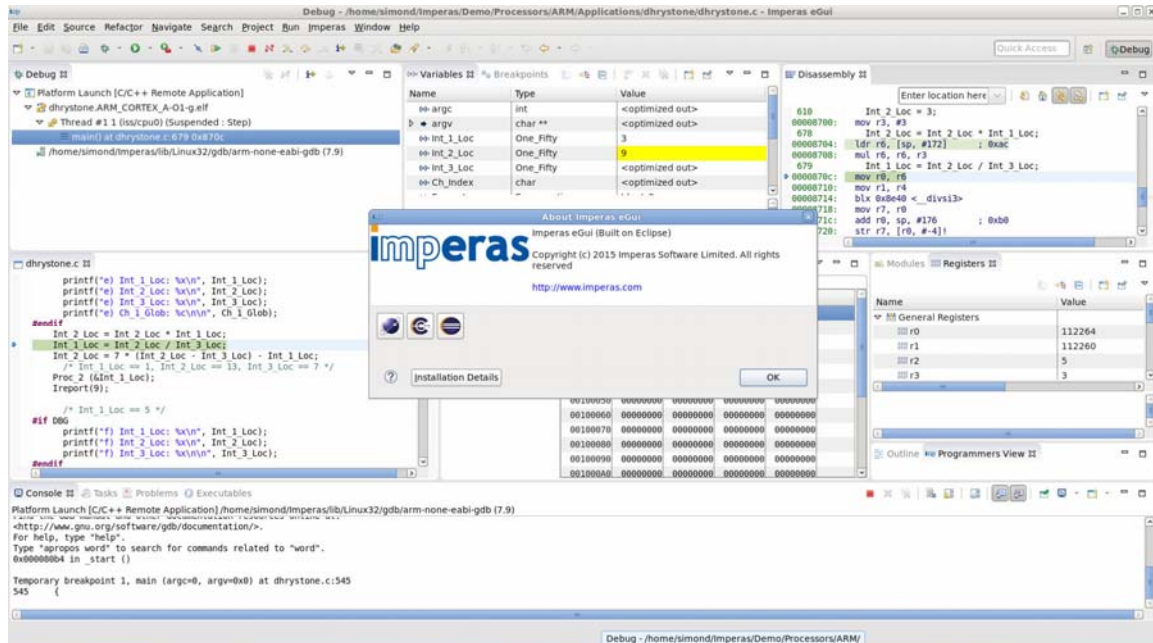 Debug - /home/simond/Imperas/Demo/Processors/ARM/Applications/dhrystone/dhrystone.c - Imperas eGui
File Edit Source Refactor Navigate Search Project Run Imperas Window Help
Quick Access
Debug
Debug
Platform Launch [C/C++ Remote Application]
dhrystone.ARM_CORTEX_A-O1-g.elf
Thread #1 1 (iss/cpu0) (Suspended : Step)
main() at dhrystone.c:679 0x870c
/home/simond/Imperas/lib/Linux32/gdb/arm-none-eabi-gdb (7.9)
Variables Breakpoints
Name Type Value
argc int <optimized out>
argv char ** <optimized out>
Int_1_Loc One_Fifty 3
Int_2_Loc One_Fifty 9
Int_3_Loc One_Fifty <optimized out>
Ch_Index char <optimized out>
Disassembly
Enter location here
610 Int_2_Loc = 3;
00008700: mov r3, #3
678 Int_2_Loc = Int_2_Loc * Int_1_Loc;
00008704: ldr r6, [sp, #172] ; 0xac
00008708: mul r6, r6, r3
679 Int_1_Loc = Int_2_Loc / Int_3_Loc;
0000870c: mov r0, r6
00008710: mov r1, r4
00008714: blx 0x8e40 <__divsi3>
00008718: mov r7, r0
71c: add r0, sp, #176 ; 0xb0
720: str r7, [r0, #-4]!
About Imperas eGui
imperas
Imperas eGui (Built on Eclipse)
Copyright (c) 2015 Imperas Software Limited. All rights
reserved
http://www.imperas.com
Installation Details
OK
dhrystone.c
printf("e) Int_1_Loc: %x\n", Int_1_Loc);
printf("e) Int_2_Loc: %x\n", Int_2_Loc);
printf("e) Int_3_Loc: %x\n", Int_3_Loc);
printf("e) Ch_1_Glob: %c\n\n", Ch_1_Glob);
#endif
Int_2_Loc = Int_2_Loc * Int_1_Loc;
Int_1_Loc = Int_2_Loc / Int_3_Loc;
Int_2_Loc = 7 * (Int_2_Loc - Int_3_Loc) - Int_1_Loc;
/* Int_1_Loc == 1, Int_2_Loc == 13, Int_3_Loc == 7 */
Proc_2 (&Int_1_Loc);
Ireport(9);
/* Int_1_Loc == 5 */
#if DBG
printf("f) Int_1_Loc: %x\n", Int_1_Loc);
printf("f) Int_2_Loc: %x\n", Int_2_Loc);
printf("f) Int_3_Loc: %x\n\n", Int_3_Loc);
#endif
00100050 00000000 00000000 00000000 00000000
00100060 00000000 00000000 00000000 00000000
00100070 00000000 00000000 00000000 00000000
00100080 00000000 00000000 00000000 00000000
00100090 00000000 00000000 00000000 00000000
001000A0 00000000 00000000 00000000 00000000
Modules Registers
Name Value
General Registers
r0 112264
r1 112260
r2 5
r3 3
Outline Programmers View
Console Tasks Problems Executables
Platform Launch [C/C++ Remote Application] /home/simond/Imperas/lib/Linux32/gdb/arm-none-eabi-gdb (7.9)
<http://www.gnu.org/software/gdb/documentation/>.
For help, type "help".
Type "apropos word" to search for commands related to "word".
0x000080b4 in _start ()
Temporary breakpoint 1, main (argc=0, argv=0x0) at dhrystone.c:545
545 {
Debug - /home/simond/Imperas/Demo/Processors/ARM/